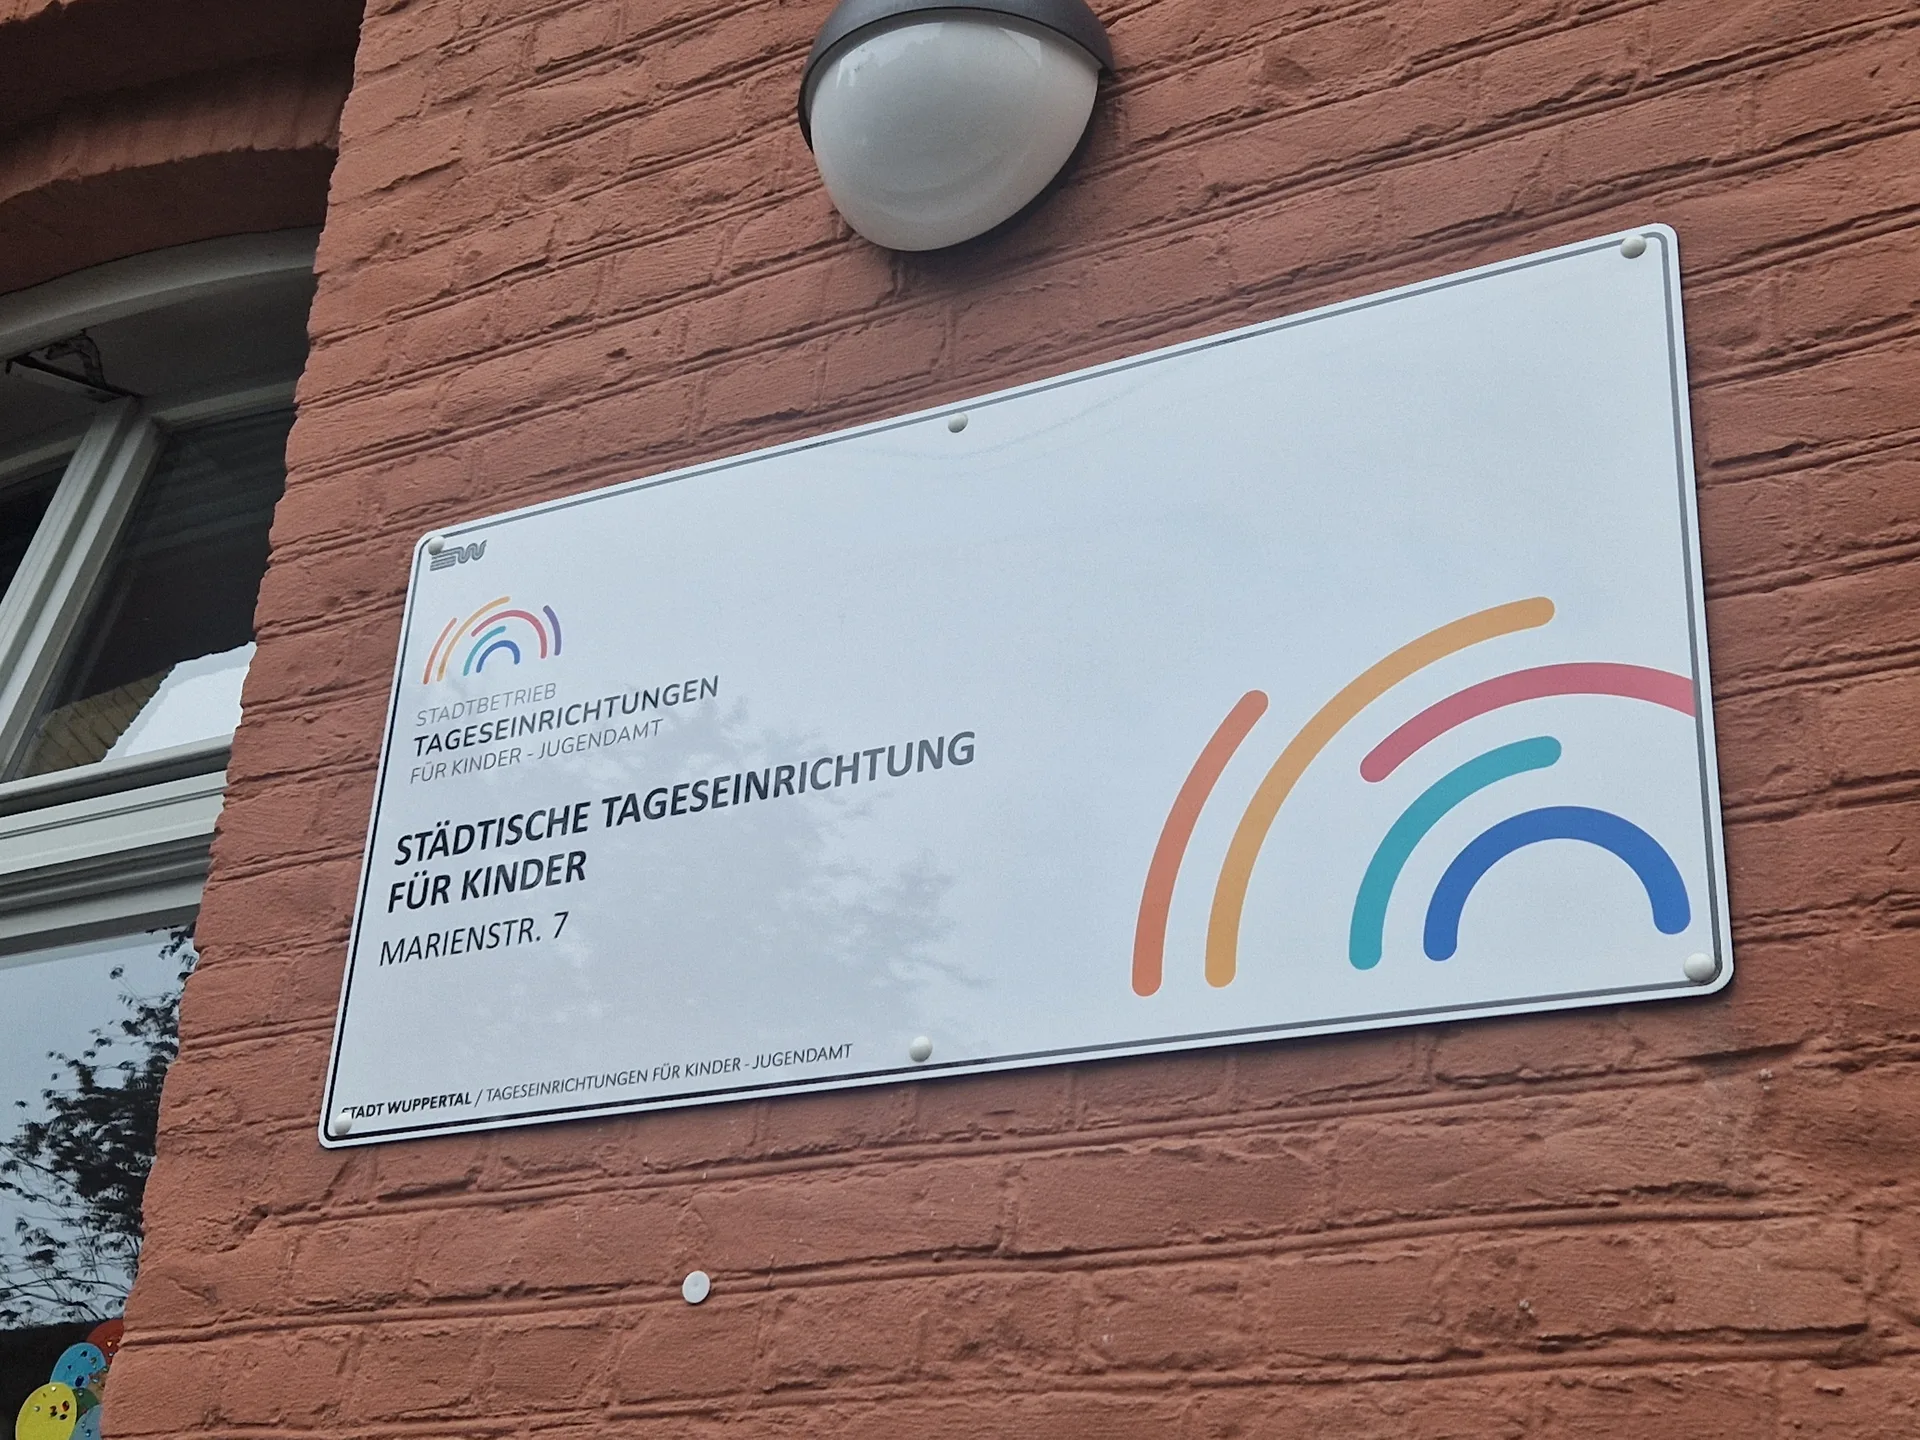 STADTBETRIEB
TAGESEINRICHTUNGEN
FÜR KINDER - JUGENDAMT
STÄDTISCHE TAGESEINRICHTUNG
FÜR KINDER
MARIENSTR. 7
STADT WUPPERTAL / TAGESEINRICHTUNGEN FÜR KINDER - JUGENDAMT